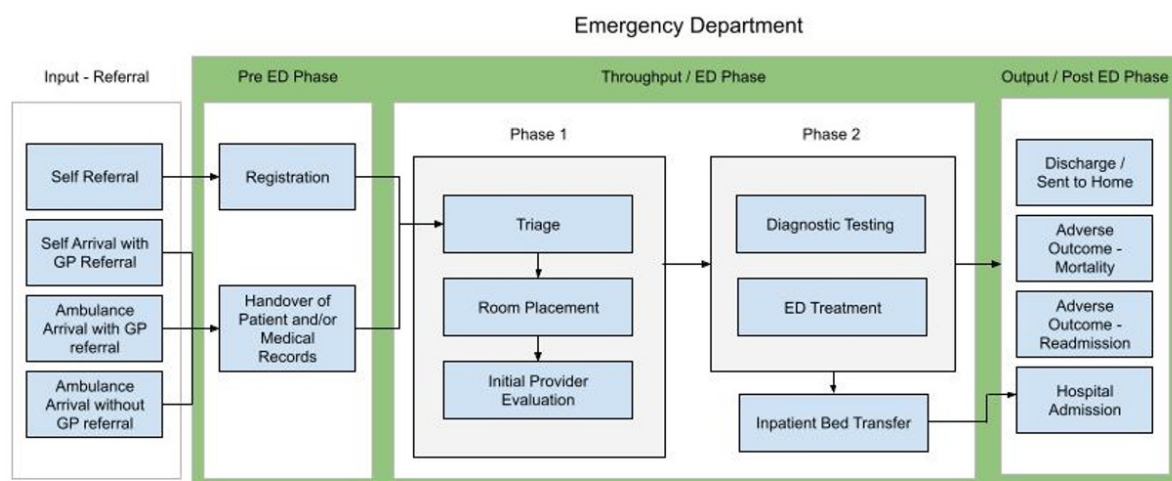 Emergency Department
Input - Referral
Pre ED Phase
Throughput / ED Phase
Output / Post ED Phase
Self Referral
Self Arrival with
GP Referral
Ambulance
Arrival with GP
referral
Ambulance
Arrival without
GP referral
Registration
Handover of
Patient and/or
Medical
Records
Phase 1
Triage
Room Placement
Initial Provider
Evaluation
Phase 2
Diagnostic Testing
ED Treatment
Inpatient Bed Transfer
Discharge /
Sent to Home
Adverse
Outcome -
Mortality
Adverse
Outcome -
Readmission
Hospital
Admission